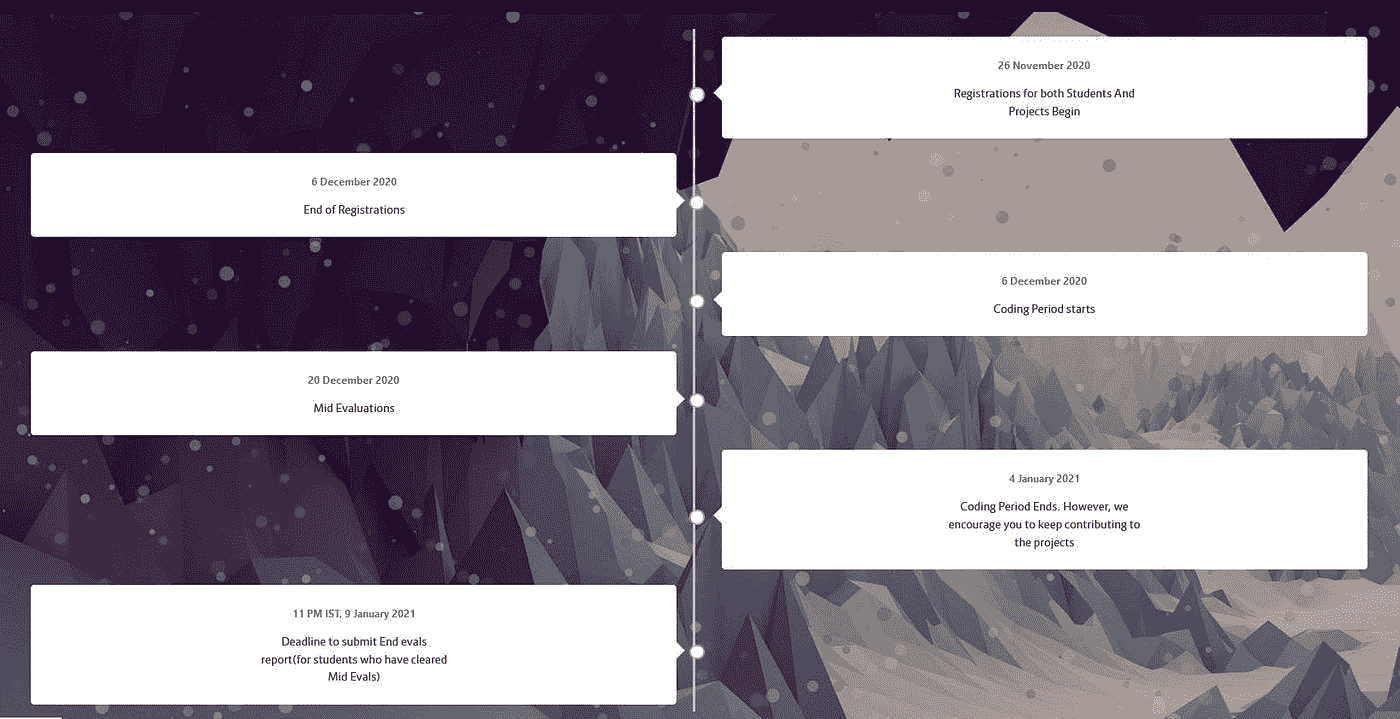 26 November 2020
Registrations for both Students And
Projects Begin
6 December 2020
End of Registrations
6 December 2020
Coding Period starts
20 December 2020
Mid Evaluations
4 January 2021
Coding Period Ends. However, we
encourage you to keep contributing to
the projects
11 PM IST, 9 January 2021
Deadline to submit End evals
report(for students who have cleared
Mid Evals)